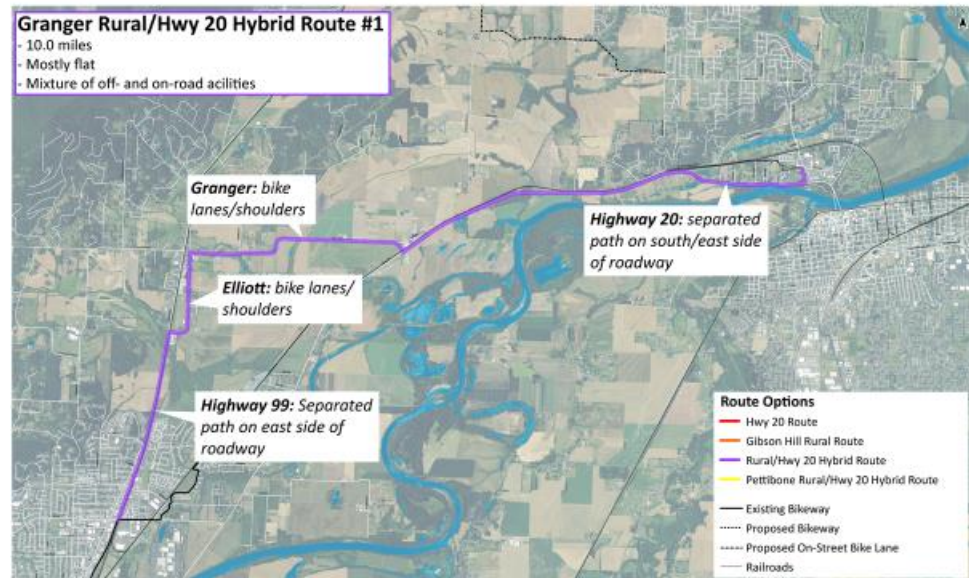 Granger Rural/Hwy 20 Hybrid Route #1
- 10.0 miles
- Mostly flat
- Mixture of off- and on-road acilities
Granger: bike
lanes/shoulders
Highway 20: separated
path on south/east side
of roadway
Elliott: bike lanes/
shoulders
Highway 99: Separated
path on east side of
roadway
Route Options
Hwy 20 Route
Gibson Hill Rural Route
Rural/Hwy 20 Hybrid Route
Pettibone Rural/Hwy 20 Hybrid Route
Existing Bikeway
Proposed Bikeway
Proposed On-Street Bike Lane
Railroads